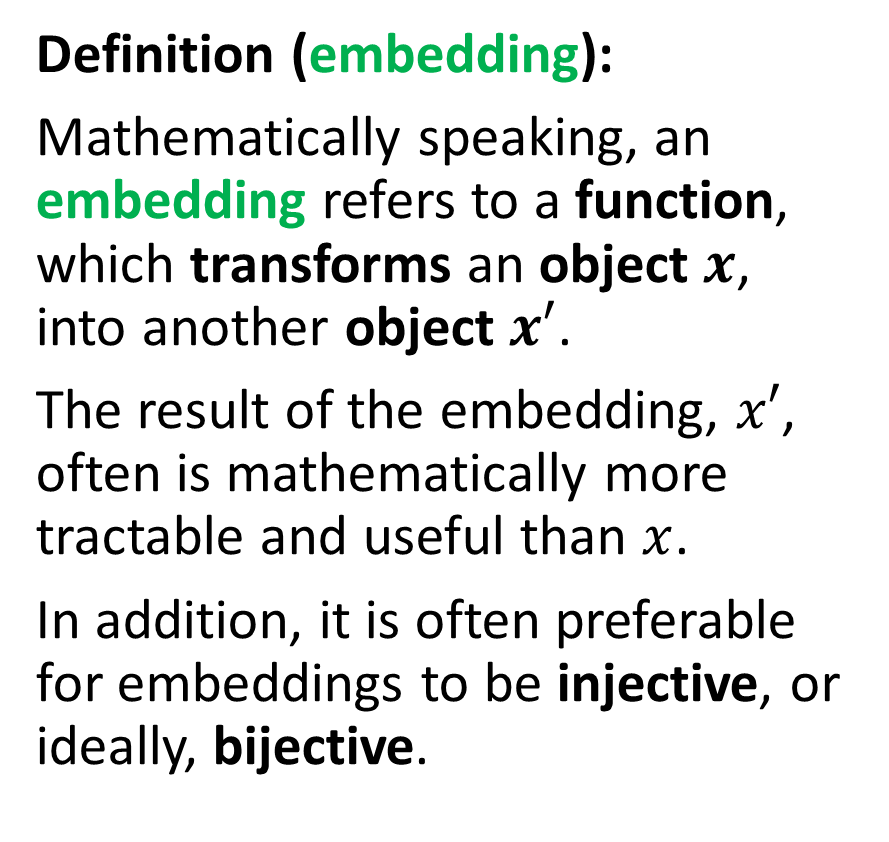 Definition (embedding):
Mathematically speaking, an
embedding refers to a function,
which transforms an object x,
into another object x′.
The result of the embedding, x′,
often is mathematically more
tractable and useful than x.
In addition, it is often preferable
for embeddings to be injective, or
ideally, bijective.